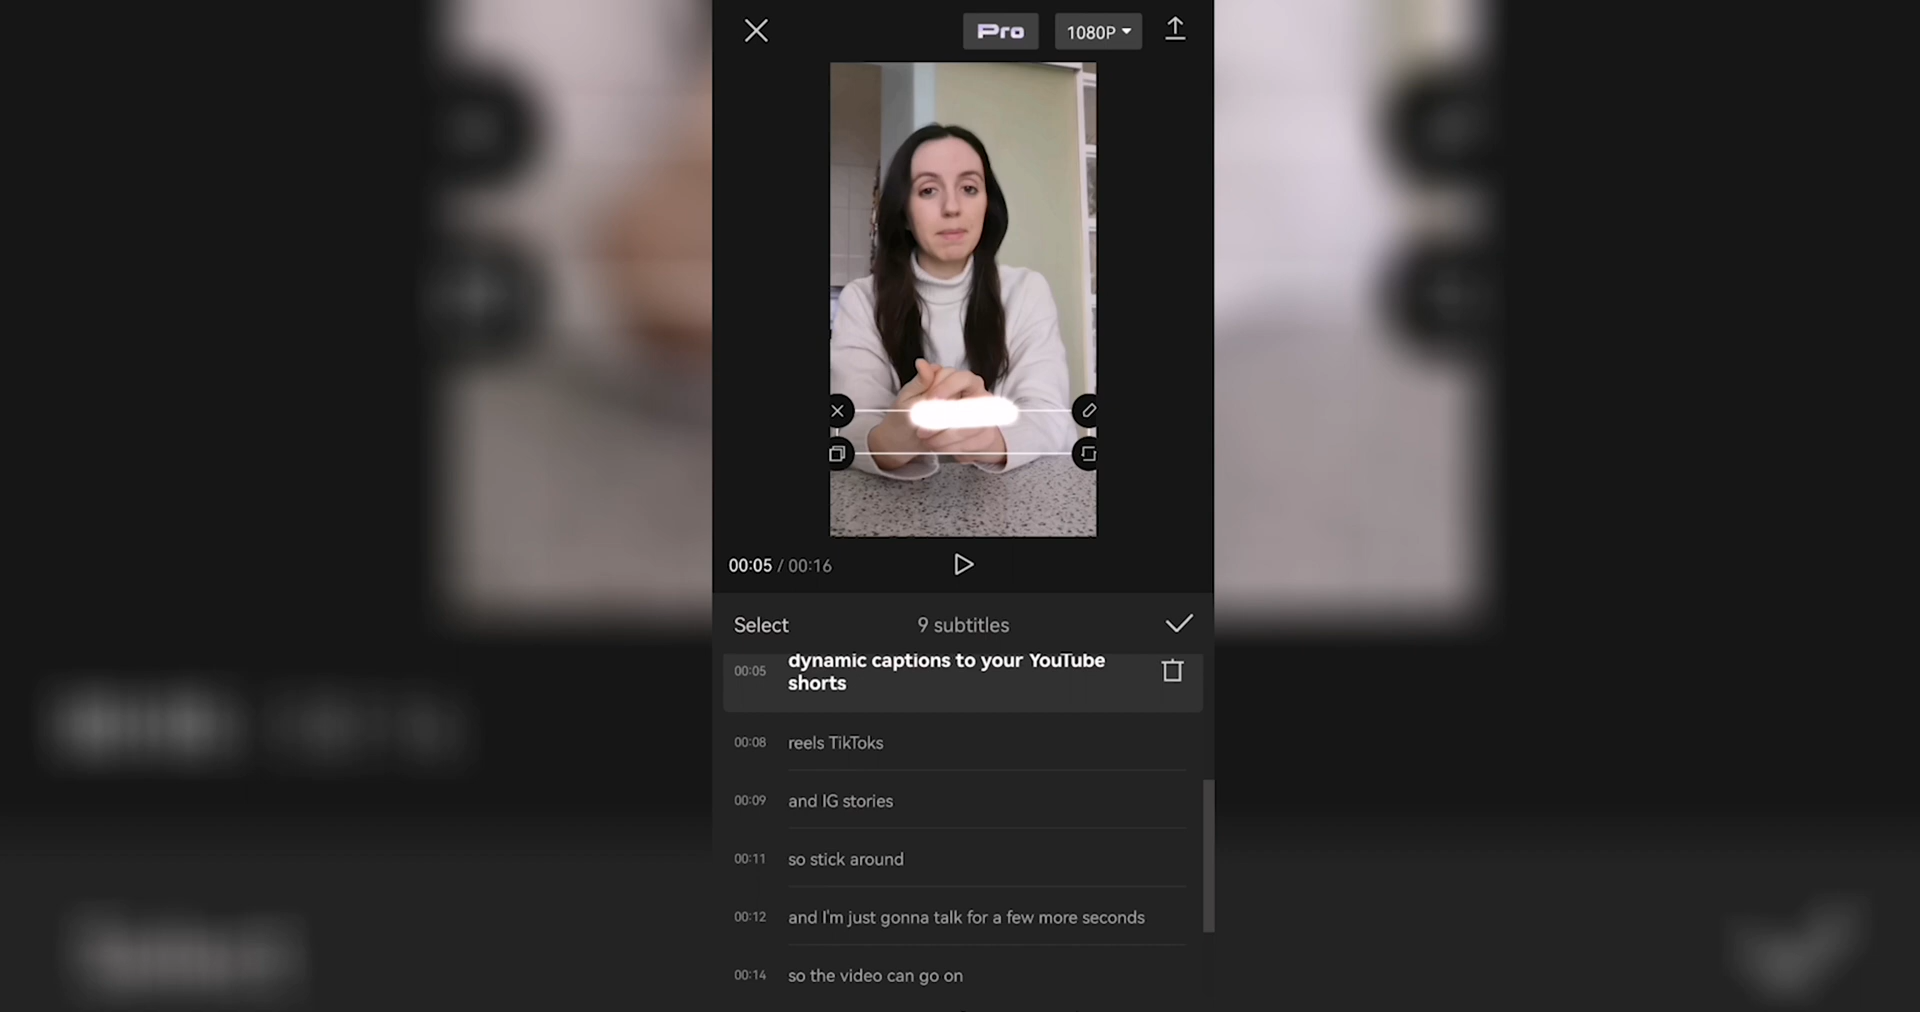 Pro
1080P
00:05 / 00:16
Select
9 subtitles
00:05
dynamic captions to your YouTube
shorts
00:08
reels TikToks
00:09
and IG stories
00:11
so stick around
00:12
and I'm just gonna talk for a few more seconds
00:14
so the video can go on